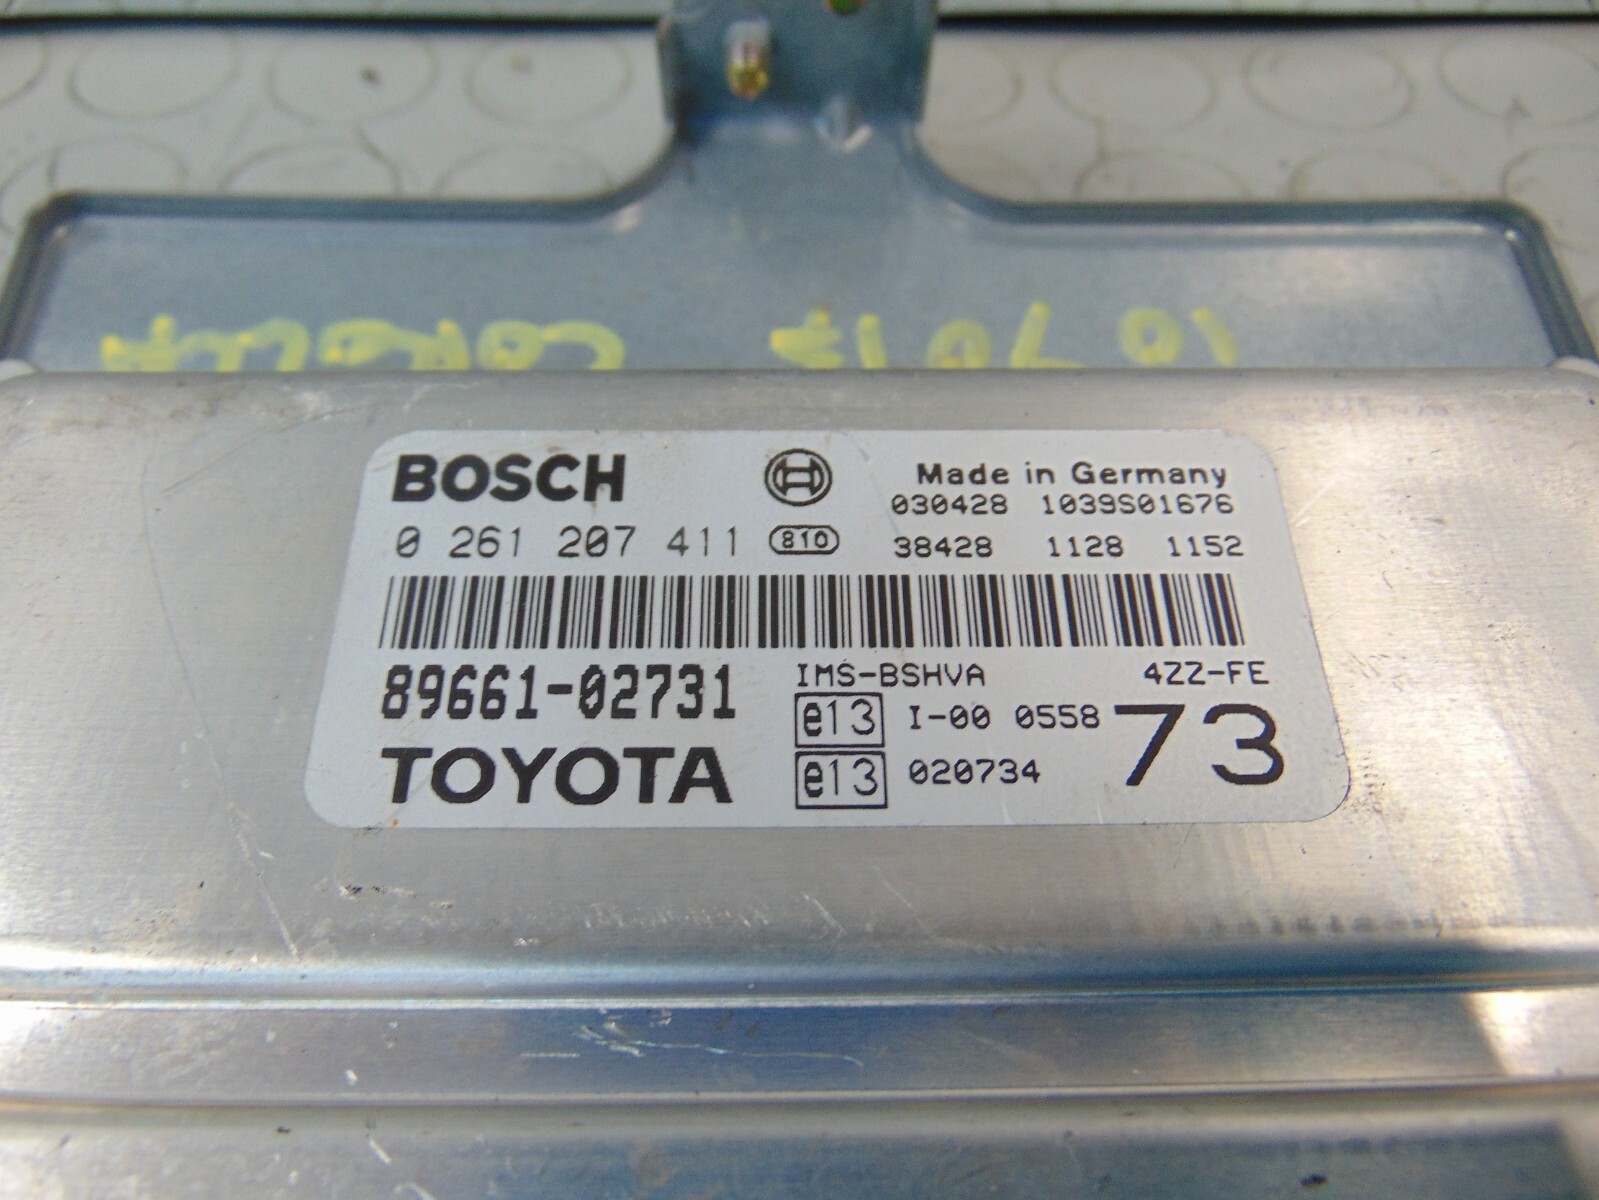 COROLLA
BOSCH
Made in Germany
030428 1039S01676
0 261 207 411 810
38428 1128 1152
89661-02731
IMS-BSHVA 4ZZ-FE
e13 I-00 0558 73
TOYOTA
e13 020734